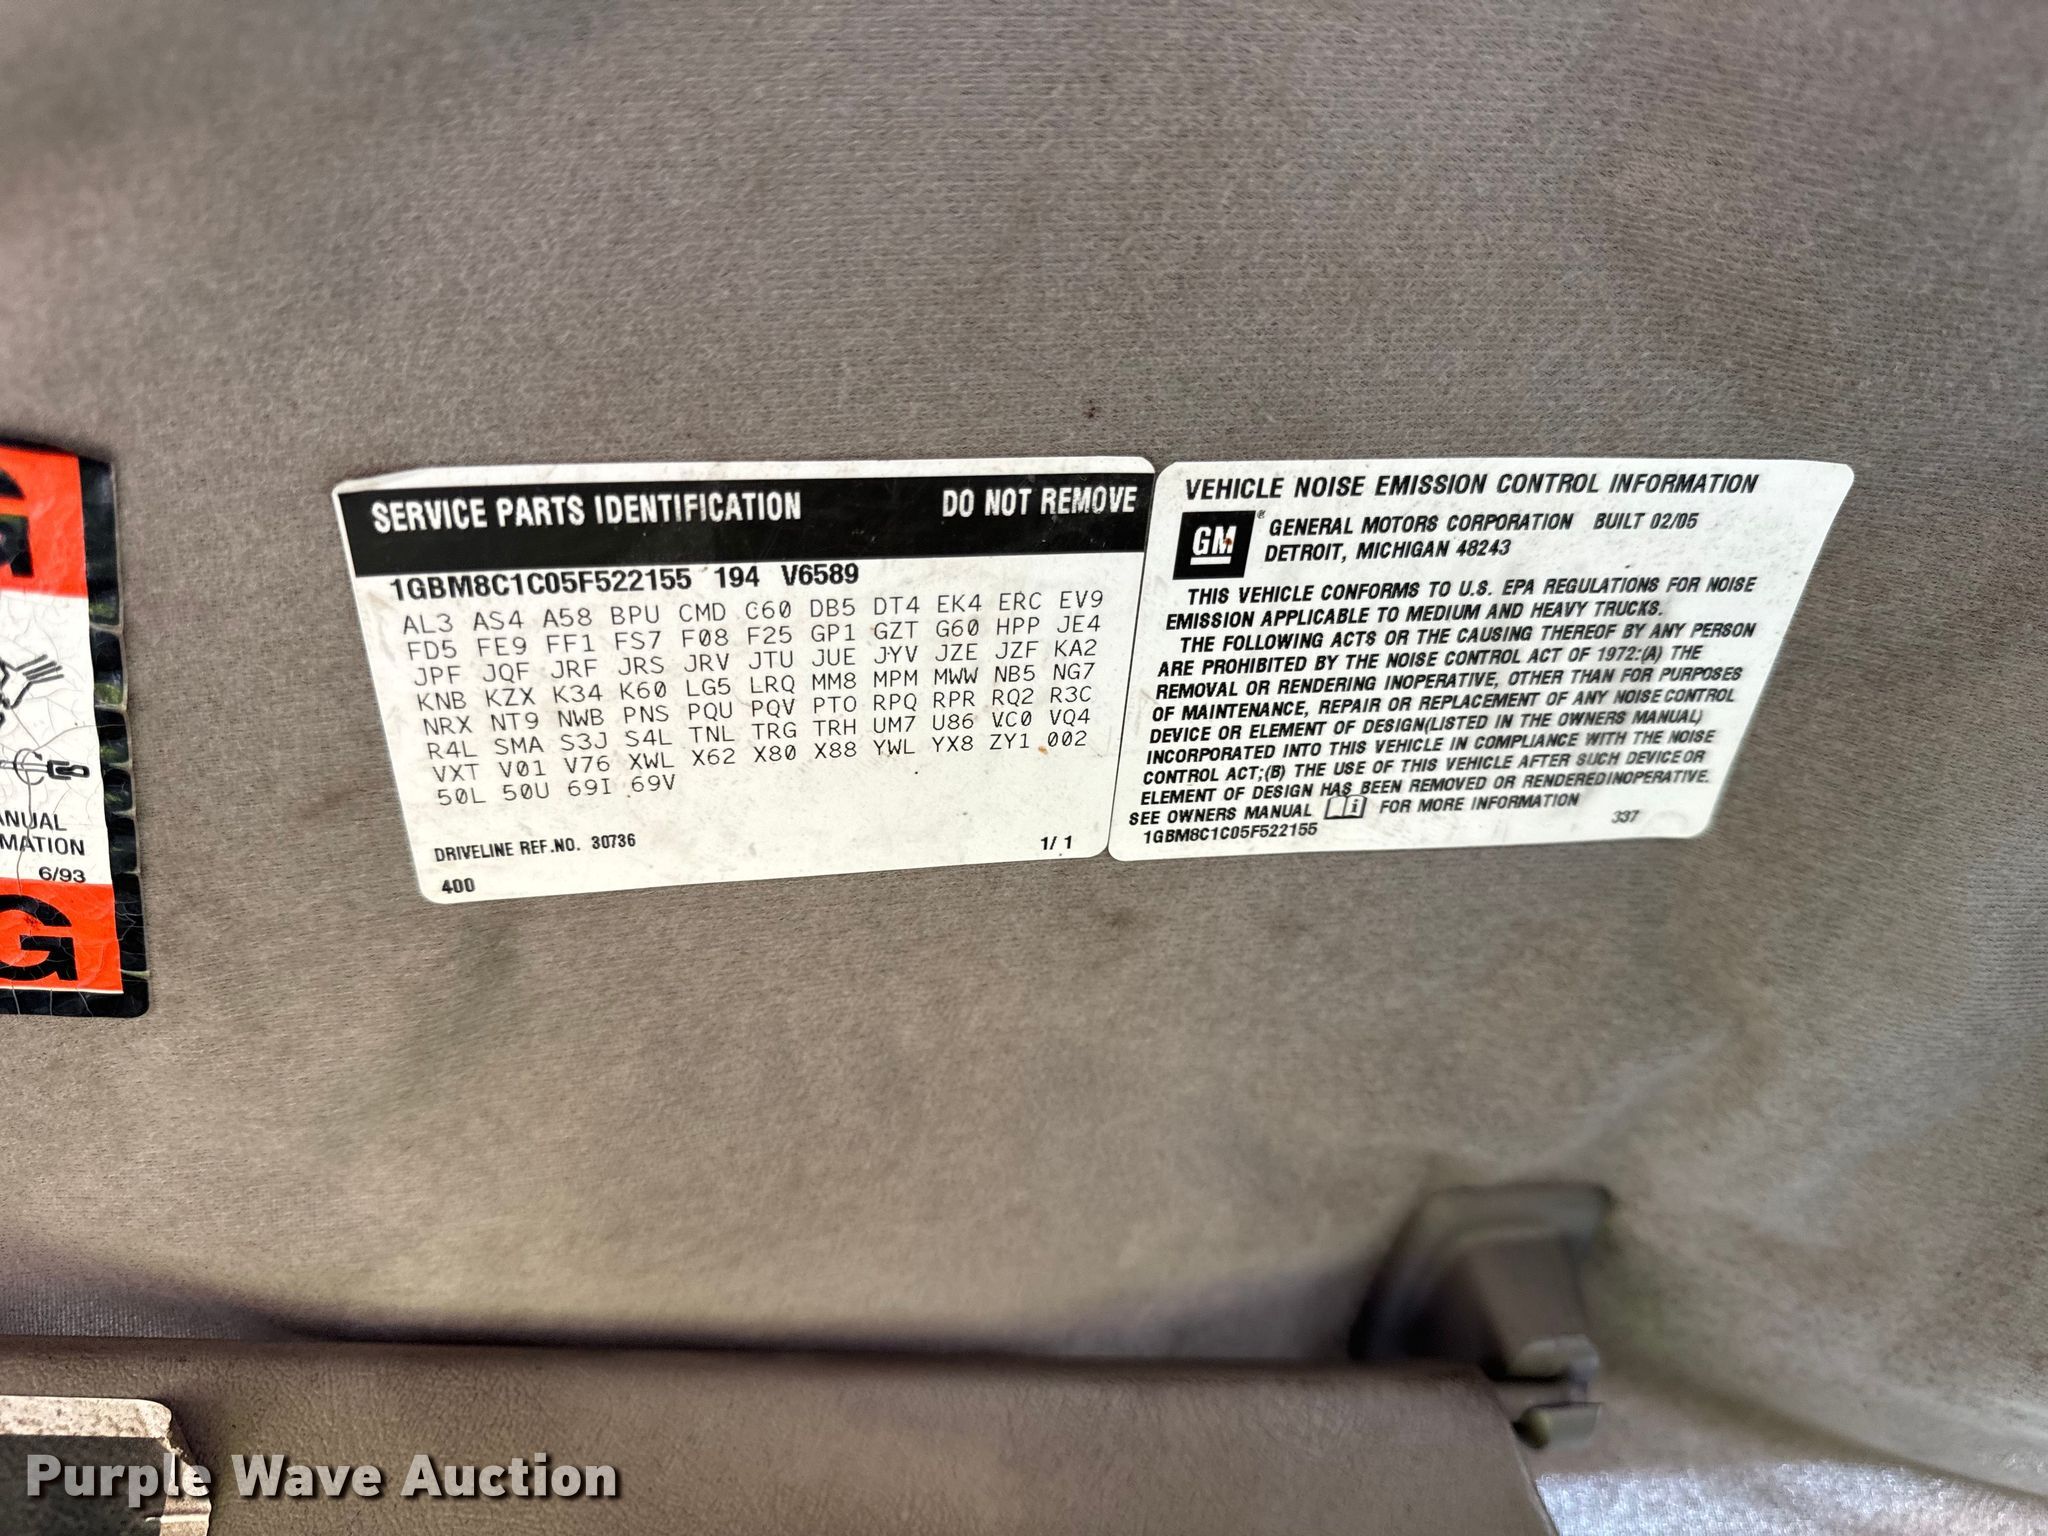 G
ANUAL
MATION
6/93
G
SERVICE PARTS IDENTIFICATION DO NOT REMOVE
1GBM8C1C05F522155 194 V6589
AL3 AS4 A58 BPU CMD C60 DB5 DT4 EK4 ERC EV9
FD5 FE9 FF1 FS7 F08 F25 GP1 GZT G60 HPP JE4
JPF JQF JRF JRS JRV JTU JUE JYV JZE JZF KA2
KNB KZX K34 K60 LG5 LRQ MM8 MPM MWW NB5 NG7
NRX NT9 NWB PNS PQU PQV PTO RPQ RPR RQ2 R3C
R4L SMA S3J S4L TNL TRG TRH UM7 U86 VC0 VQ4
VXT V01 V76 XWL X62 X80 X88 YWL YX8 ZY1 002
50L 50U 69I 69V
DRIVELINE REF.NO. 30736 1/ 1
400
VEHICLE NOISE EMISSION CONTROL INFORMATION
GM ® GENERAL MOTORS CORPORATION BUILT 02/05
DETROIT, MICHIGAN 48243
THIS VEHICLE CONFORMS TO U.S. EPA REGULATIONS FOR NOISE
EMISSION APPLICABLE TO MEDIUM AND HEAVY TRUCKS.
THE FOLLOWING ACTS OR THE CAUSING THEREOF BY ANY PERSON
ARE PROHIBITED BY THE NOISE CONTROL ACT OF 1972:(A) THE
REMOVAL OR RENDERING INOPERATIVE, OTHER THAN FOR PURPOSES
OF MAINTENANCE, REPAIR OR REPLACEMENT OF ANY NOISE CONTROL
DEVICE OR ELEMENT OF DESIGN(LISTED IN THE OWNERS MANUAL)
INCORPORATED INTO THIS VEHICLE IN COMPLIANCE WITH THE NOISE
CONTROL ACT;(B) THE USE OF THIS VEHICLE AFTER SUCH DEVICE OR
ELEMENT OF DESIGN HAS BEEN REMOVED OR RENDERED INOPERATIVE.
SEE OWNERS MANUAL FOR MORE INFORMATION
1GBM8C1C05F522155 337
Purple Wave Auction